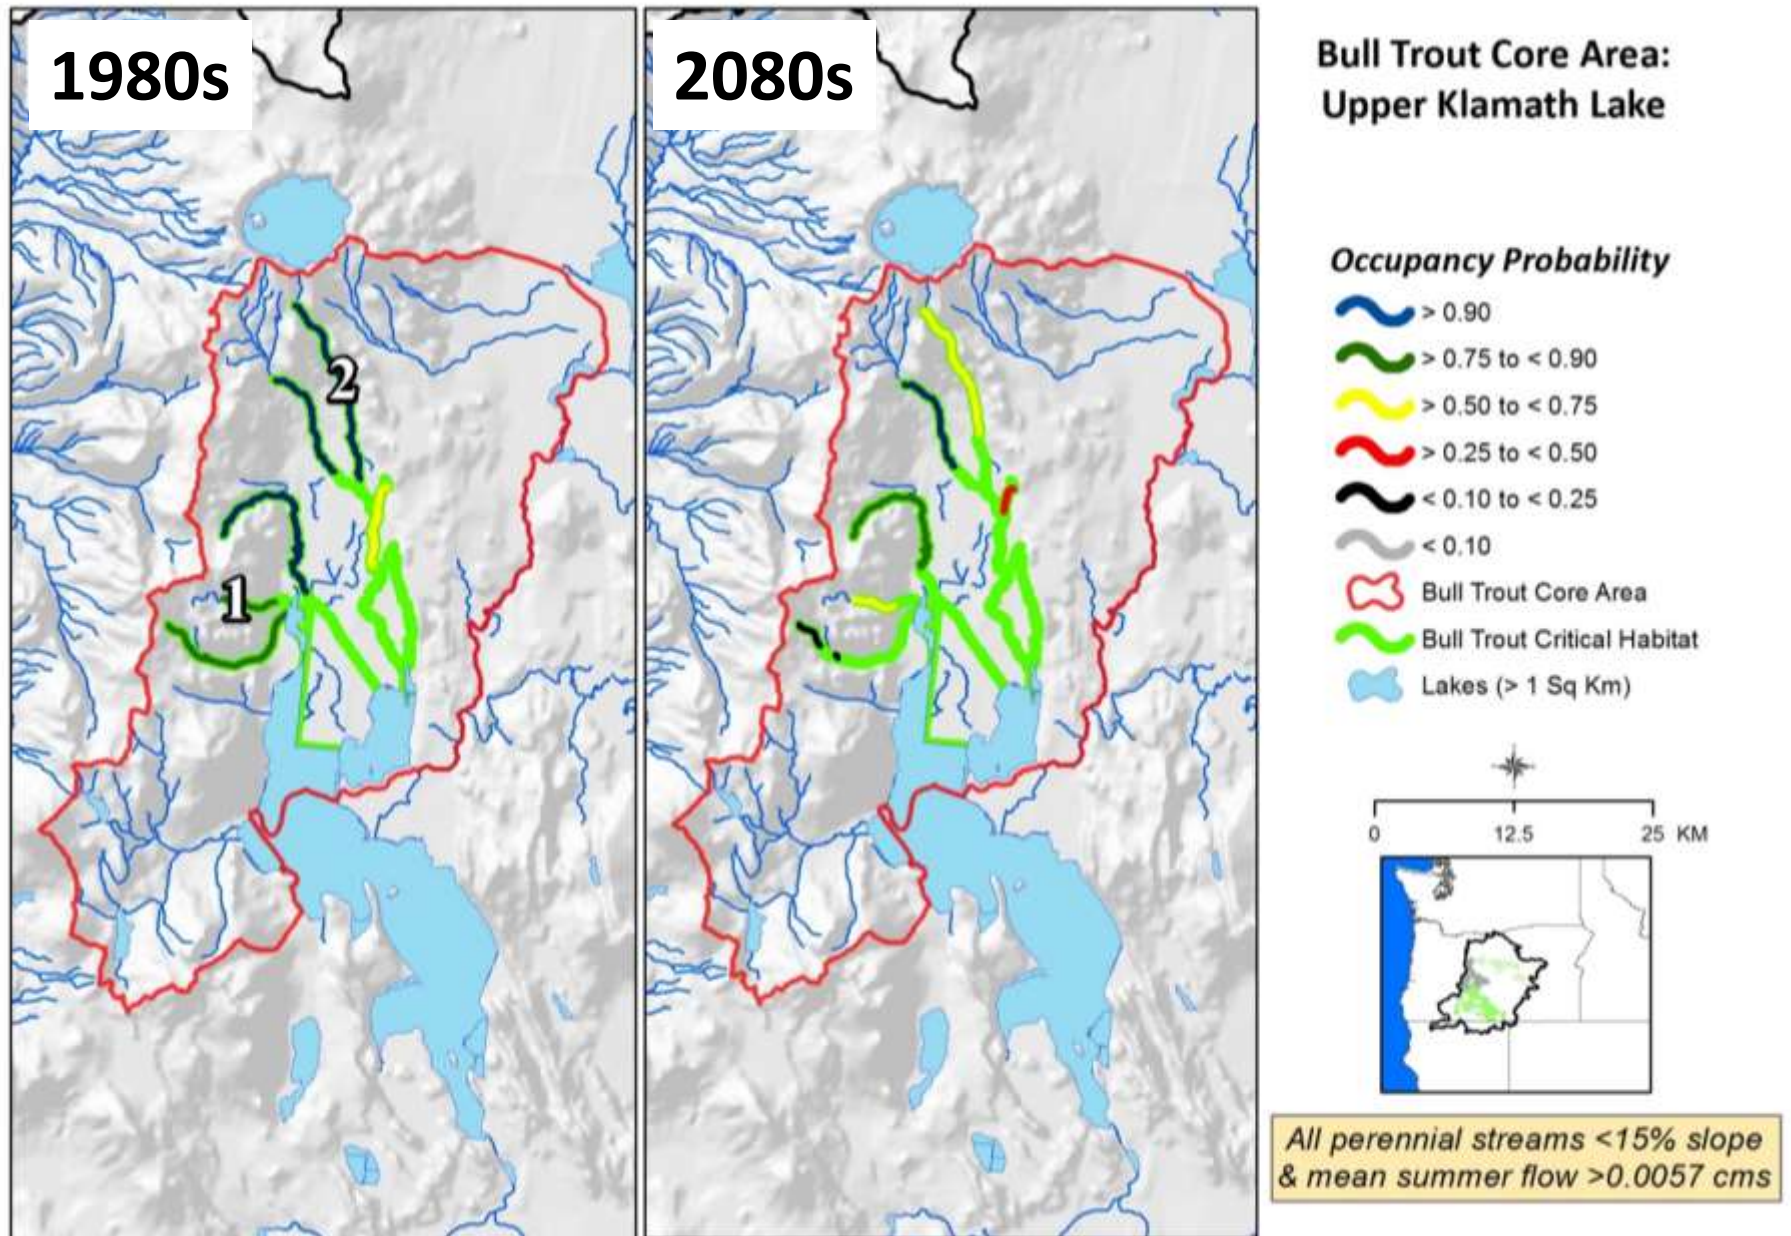 1980s
2080s
2
1
Bull Trout Core Area:
Upper Klamath Lake
Occupancy Probability
> 0.90
> 0.75 to < 0.90
> 0.50 to < 0.75
> 0.25 to < 0.50
< 0.10 to < 0.25
< 0.10
Bull Trout Core Area
Bull Trout Critical Habitat
Lakes (> 1 Sq Km)
0 12.5 25 KM
All perennial streams <15% slope
& mean summer flow >0.0057 cms